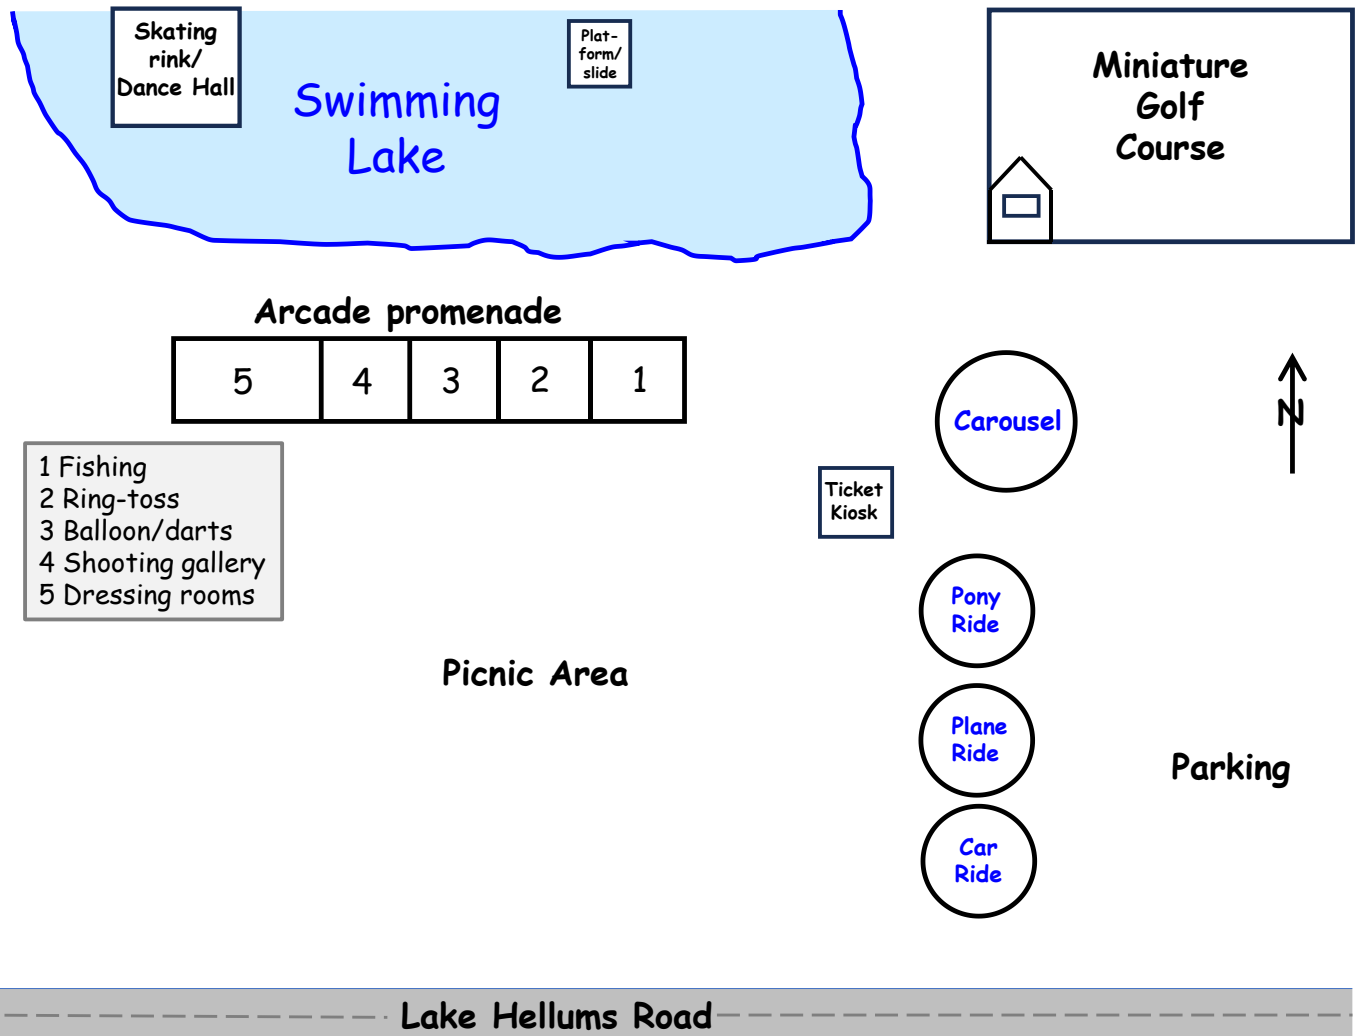 Skating
rink/
Dance Hall
Plat-
form/
slide
Swimming
Lake
Miniature
Golf
Course
Arcade promenade
5
4
3
2
1
Carousel
N
1 Fishing
2 Ring-toss
3 Balloon/darts
4 Shooting gallery
5 Dressing rooms
Ticket
Kiosk
Pony
Ride
Picnic Area
Plane
Ride
Parking
Car
Ride
Lake Hellums Road